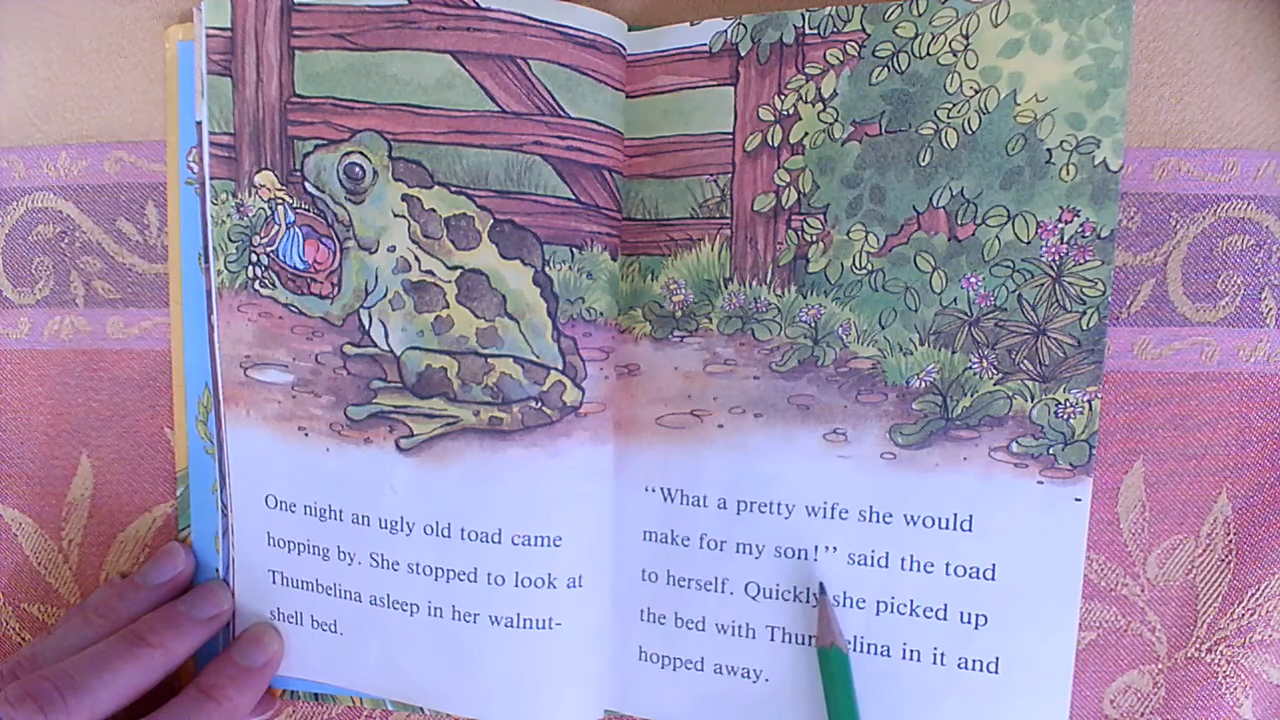 One night an ugly old toad came
hopping by. She stopped to look at
Thumbelina asleep in her walnut-
shell bed.
“What a pretty wife she would
make for my son!” said the toad
to herself. Quickly she picked up
the bed with Thumbelina in it and
hopped away.